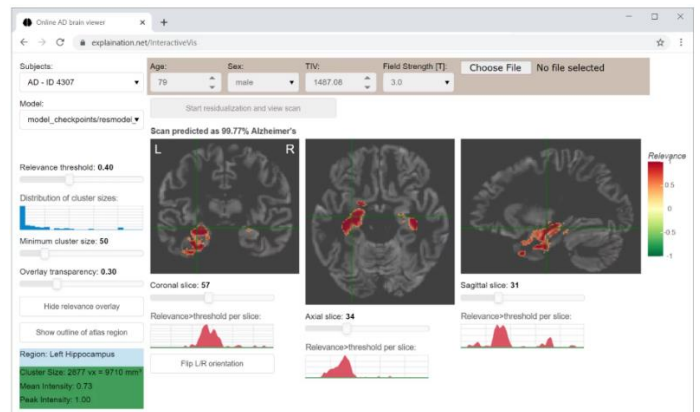 Online AD brain viewer
explaination.net/InteractiveVis
Subjects:
AD - ID 4307
Model:
model_checkpoints/resmodel_
Age:
79
Sex:
male
TIV:
1487.08
Field Strength [T]:
3.0
Choose File No file selected
Start residualization and view scan
Scan predicted as 99.77% Alzheimer's
L R
Relevance
1
0.5
0
-0.5
-1
Relevance threshold: 0.40
Distribution of cluster sizes:
Minimum cluster size: 50
Overlay transparency: 0.30
Hide relevance overlay
Show outline of atlas region
Region: Left Hippocampus
Cluster Size: 2877 vx = 9710 mm³
Mean Intensity: 0.73
Peak Intensity: 1.00
Coronal slice: 57
Relevance>threshold per slice:
Flip L/R orientation
Axial slice: 34
Relevance>threshold per slice:
Sagittal slice: 31
Relevance>threshold per slice: